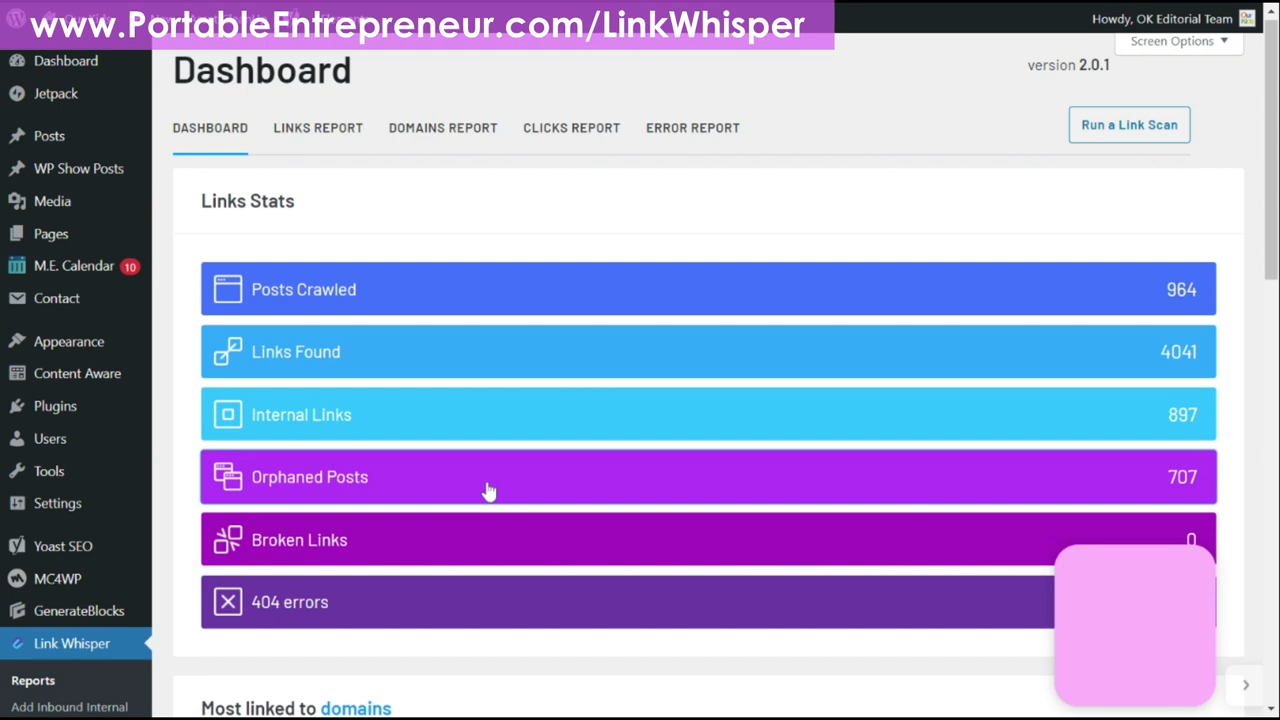 www.PortableEntrepreneur.com/LinkWhisper
Howdy, OK Editorial Team
Screen Options
Dashboard
version 2.0.1
DASHBOARD
LINKS REPORT
DOMAINS REPORT
CLICKS REPORT
ERROR REPORT
Run a Link Scan
Dashboard
Jetpack
Posts
WP Show Posts
Media
Pages
M.E. Calendar 10
Contact
Appearance
Content Aware
Plugins
Users
Tools
Settings
Yoast SEO
MC4WP
GenerateBlocks
Link Whisper
Reports
Add Inbound Internal
Links Stats
Posts Crawled 964
Links Found 4041
Internal Links 897
Orphaned Posts 707
Broken Links 0
404 errors
Most linked to domains